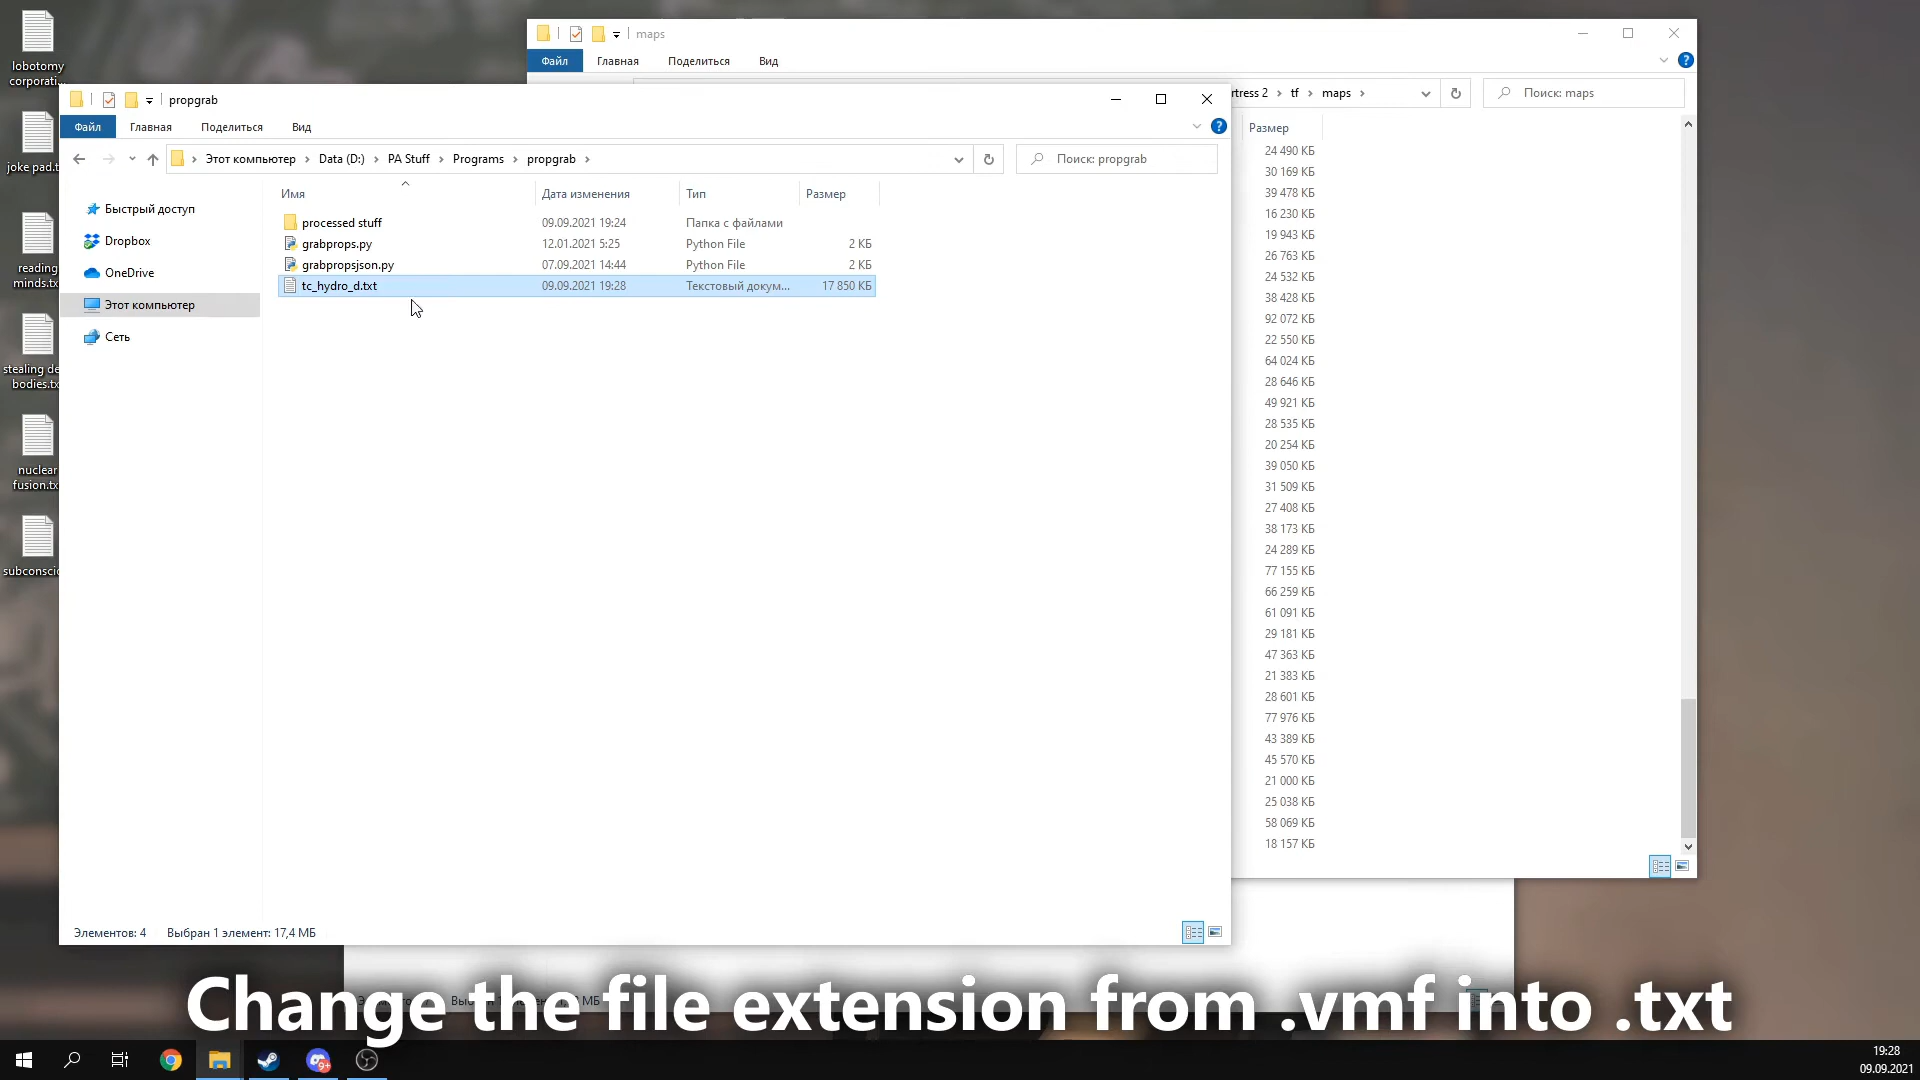 lobotomy
corporati...
joke pad.t
reading
minds.tx
stealing de
bodies.tx
nuclear
fusion.tx
subconscio
maps
Файл
Главная
Поделиться
Вид
rtress 2 › tf › maps ›
Поиск: maps
Размер
24 490 КБ
30 169 КБ
39 478 КБ
16 230 КБ
19 943 КБ
26 763 КБ
24 532 КБ
38 428 КБ
92 072 КБ
22 550 КБ
64 024 КБ
28 646 КБ
49 921 КБ
28 535 КБ
20 254 КБ
39 050 КБ
31 509 КБ
27 408 КБ
38 173 КБ
24 289 КБ
77 155 КБ
66 259 КБ
61 091 КБ
29 181 КБ
47 363 КБ
21 383 КБ
28 601 КБ
77 976 КБ
43 389 КБ
45 570 КБ
21 000 КБ
25 038 КБ
58 069 КБ
18 157 КБ
propgrab
Файл
Главная
Поделиться
Вид
Этот компьютер › Data (D:) › PA Stuff › Programs › propgrab ›
Поиск: propgrab
Быстрый доступ
Dropbox
OneDrive
Этот компьютер
Сеть
Имя Дата изменения Тип Размер
processed stuff 09.09.2021 19:24 Папка с файлами
grabprops.py 12.01.2021 5:25 Python File 2 КБ
grabpropsjson.py 07.09.2021 14:44 Python File 2 КБ
tc_hydro_d.txt 09.09.2021 19:28 Текстовый докум... 17 850 КБ
Элементов: 4 Выбран 1 элемент: 17,4 МБ
Change the file extension from .vmf into .txt
9+
19:28
09.09.2021